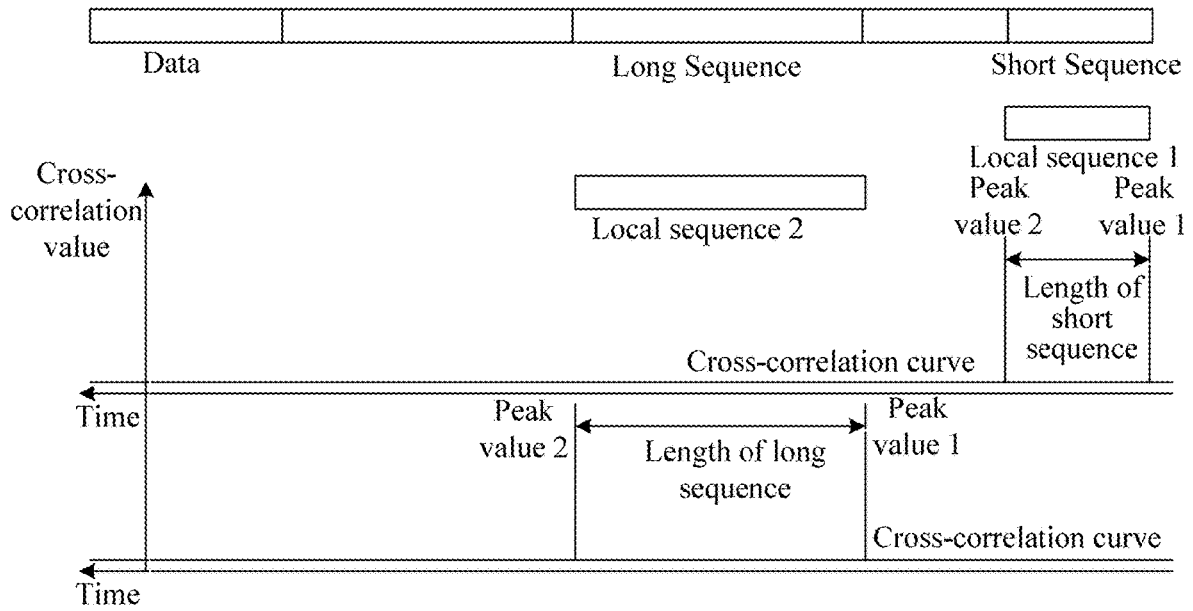 Data
Long Sequence
Short Sequence
Local sequence 1
Cross-
correlation
value
Local sequence 2
Peak
value 2
Peak
value 1
Length of
short
sequence
Cross-correlation curve
Time
Peak
value 2
Length of long
sequence
Peak
value 1
Cross-correlation curve
Time